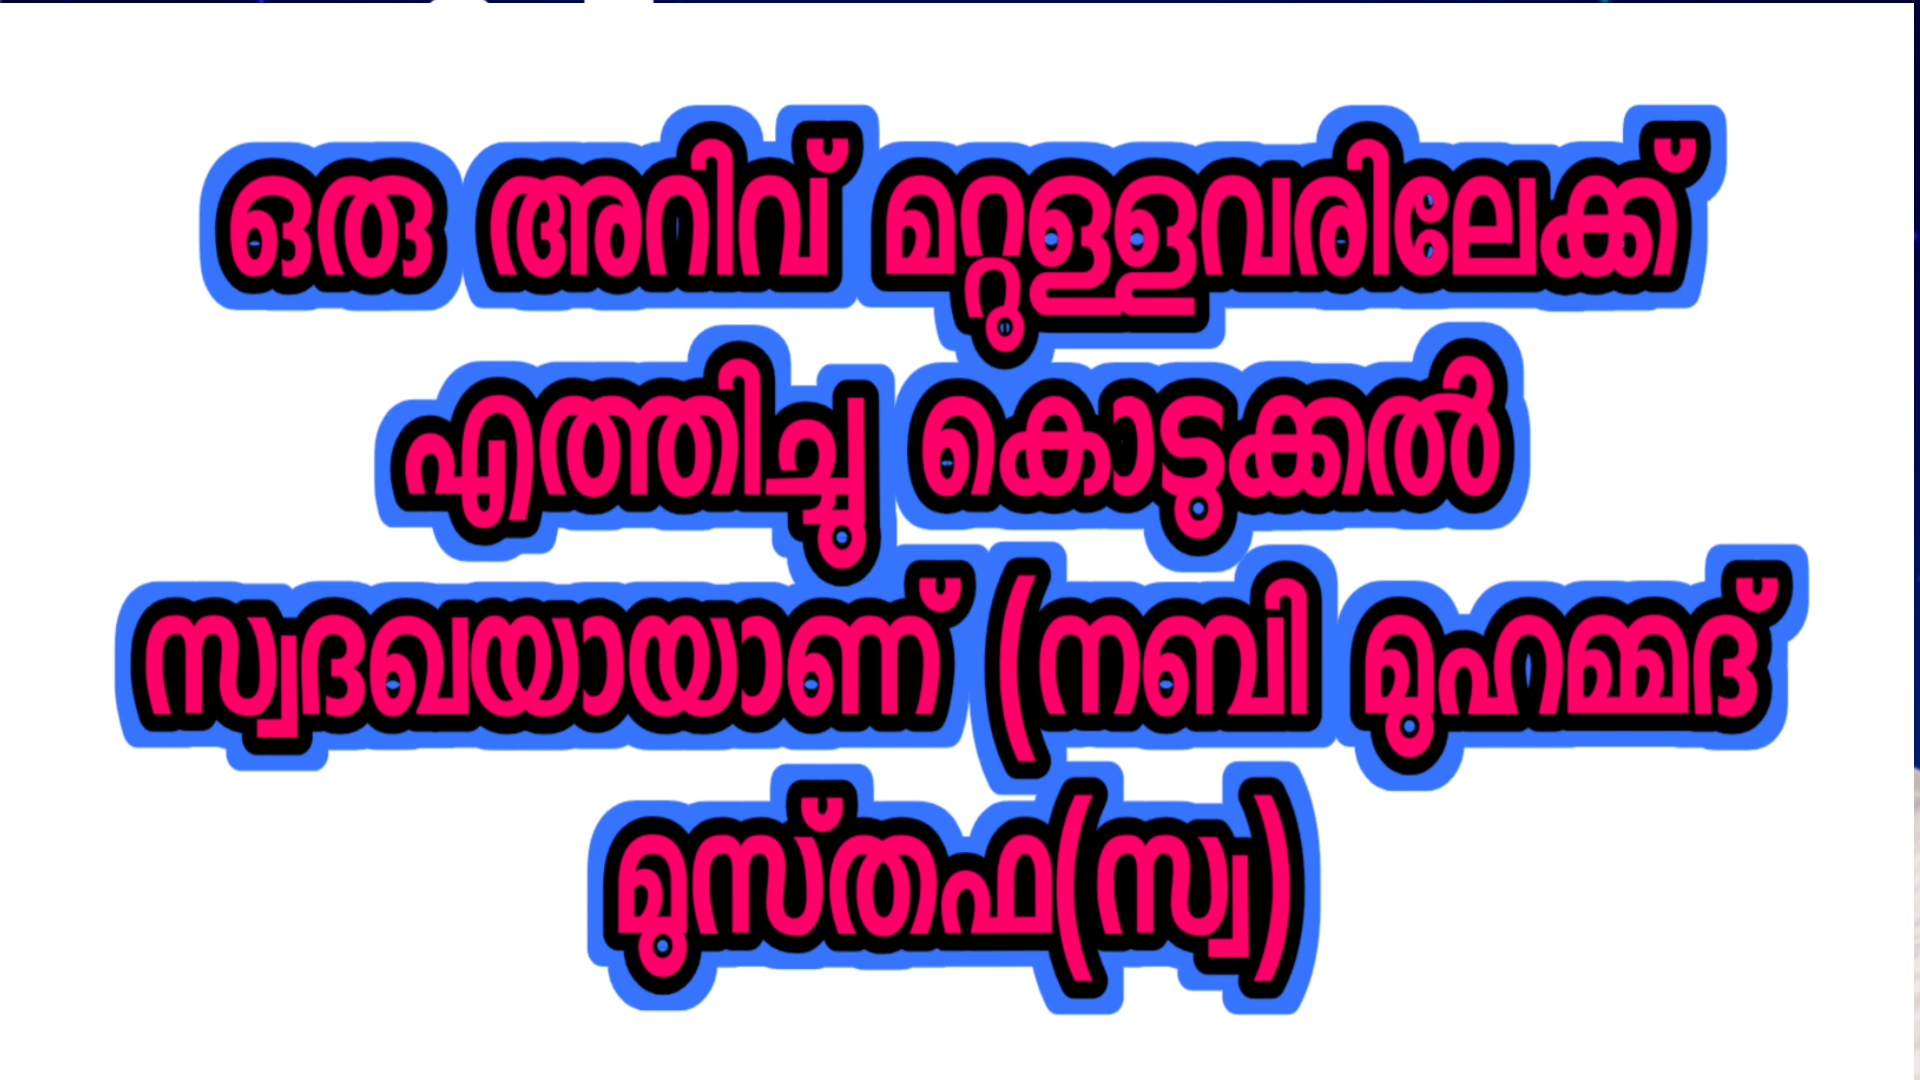 ഒരു അറിവ് മറ്റുള്ളവരിലേക്ക്
എത്തിച്ചു കൊടുക്കൽ
സ്വദഖയായാണ് (നബി മുഹമ്മദ്
മുസ്തഫ(സ്വ)